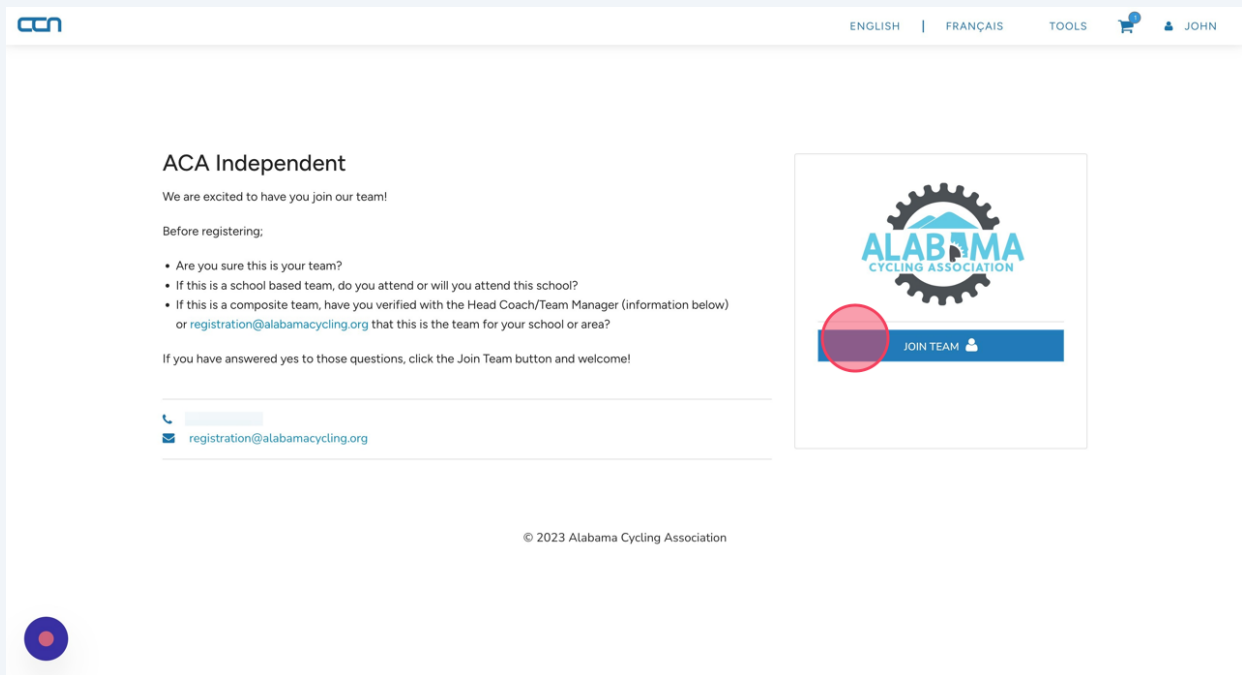 CCN
ENGLISH | FRANÇAIS TOOLS 1 JOHN
ACA Independent
We are excited to have you join our team!
Before registering;
• Are you sure this is your team?
• If this is a school based team, do you attend or will you attend this school?
• If this is a composite team, have you verified with the Head Coach/Team Manager (information below)
or registration@alabamacycling.org that this is the team for your school or area?
If you have answered yes to those questions, click the Join Team button and welcome!
registration@alabamacycling.org
ALABAMA
CYCLING ASSOCIATION
JOIN TEAM
© 2023 Alabama Cycling Association